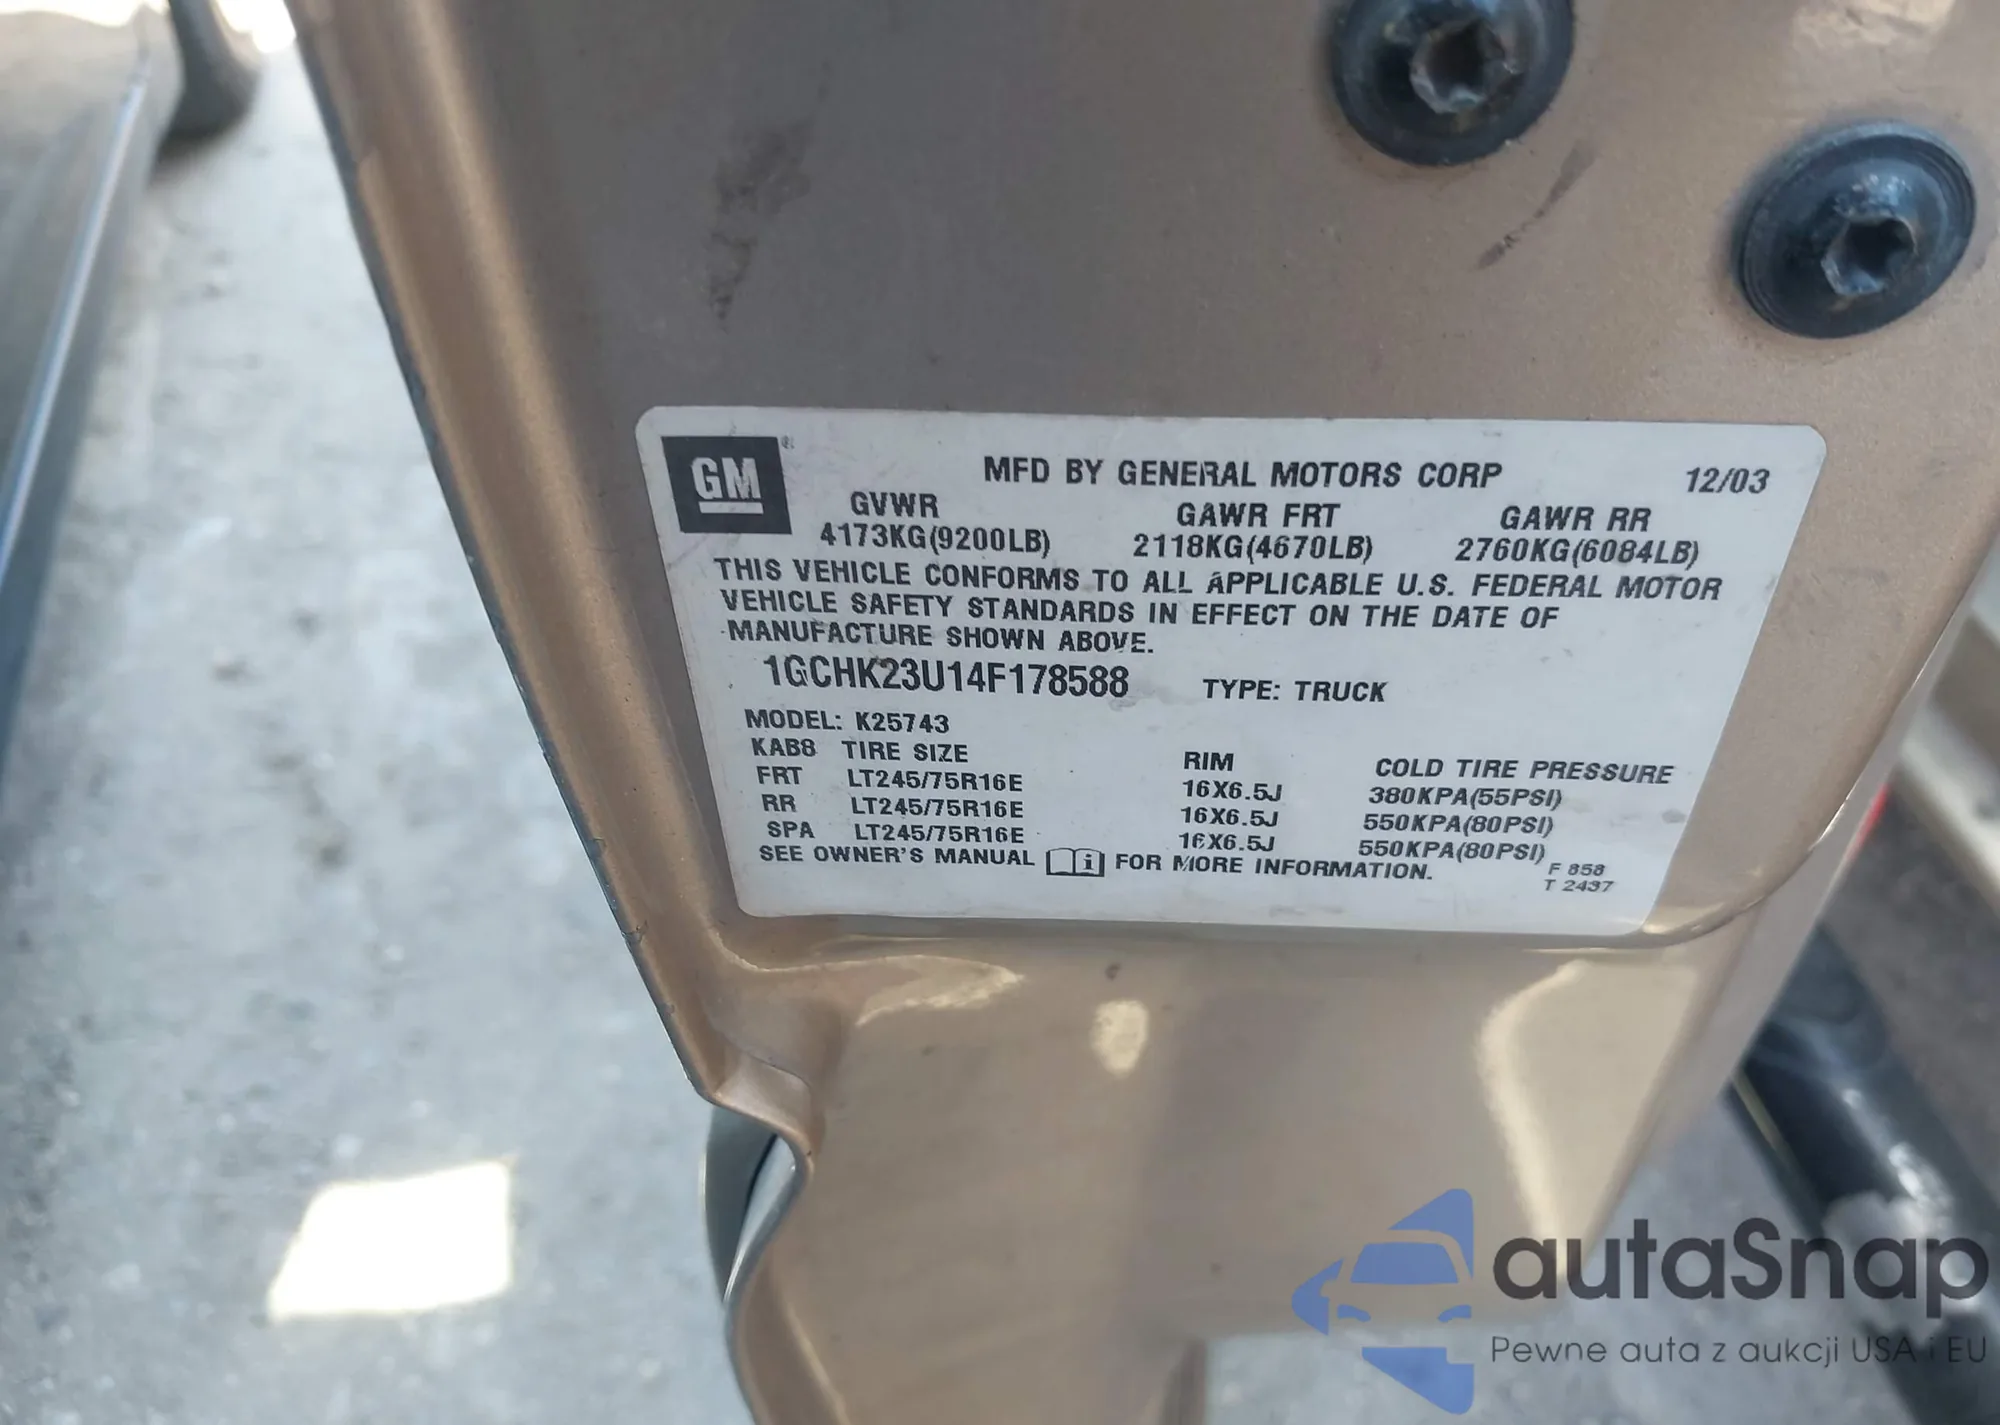 GM
MFD BY GENERAL MOTORS CORP 12/03
GVWR GAWR FRT GAWR RR
4173KG(9200LB) 2118KG(4670LB) 2760KG(6084LB)
THIS VEHICLE CONFORMS TO ALL APPLICABLE U.S. FEDERAL MOTOR
VEHICLE SAFETY STANDARDS IN EFFECT ON THE DATE OF
MANUFACTURE SHOWN ABOVE.
1GCHK23U14F178588 TYPE: TRUCK
MODEL: K25743
KAB8 TIRE SIZE RIM COLD TIRE PRESSURE
FRT LT245/75R16E 16X6.5J 380KPA(55PSI)
RR LT245/75R16E 16X6.5J 550KPA(80PSI)
SPA LT245/75R16E 16X6.5J 550KPA(80PSI)
SEE OWNER'S MANUAL i FOR MORE INFORMATION.
F 858
T 2437
autaSnap
Pewne auta z aukcji USA i EU